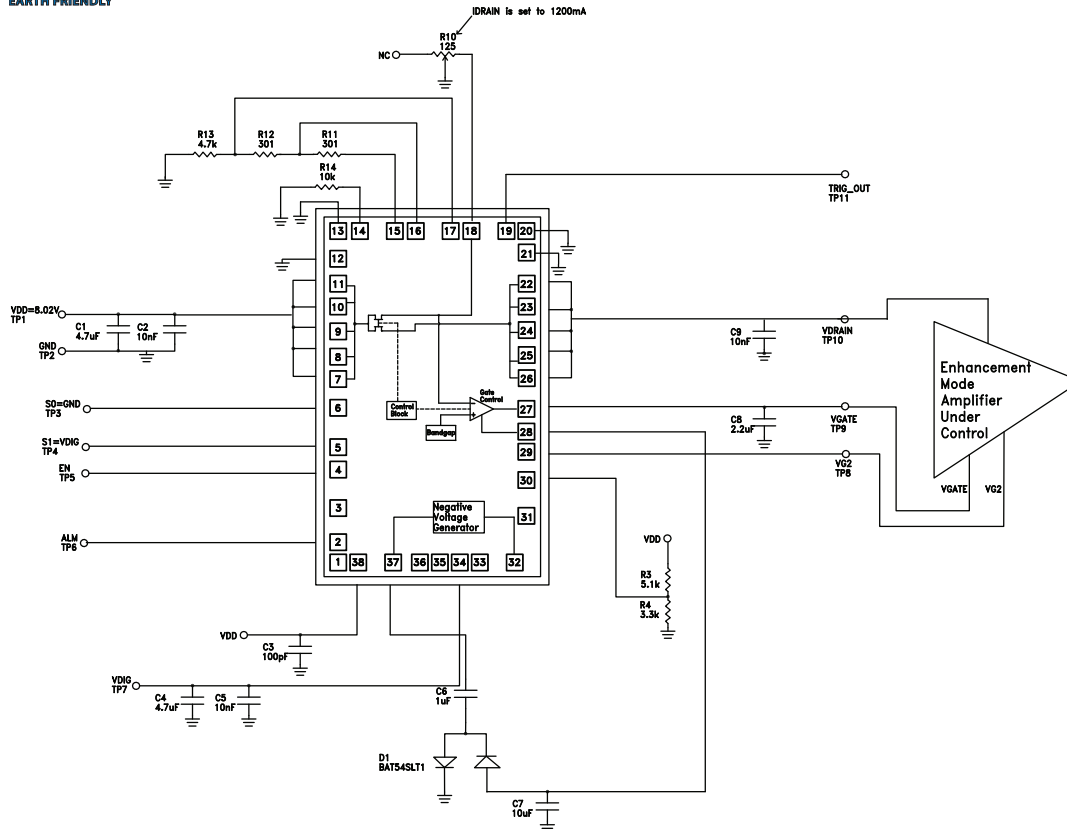 EARTH FRIENDLY
IDRAIN is set to 1200mA
R10
125
NC
R13
4.7k
R12
301
R11
301
R14
10k
TRIG_OUT
TP11
13
14
15
16
17
18
19
20
21
12
11
10
9
8
7
6
5
4
3
2
1
38
37
36
35
34
33
32
22
23
24
25
26
27
28
29
30
31
VDD=8.02V
TP1
C1
4.7uF
C2
10nF
GND
TP2
S0=GND
TP3
S1=VDIG
TP4
EN
TP5
ALM
TP6
Control
Block
Gate
Control
-
+
Bandgap
Negative
Voltage
Generator
C9
10nF
VDRAIN
TP10
C8
2.2uF
VGATE
TP9
VG2
TP8
Enhancement
Mode
Amplifier
Under
Control
VGATE
VG2
VDD
R3
5.1k
R4
3.3k
VDD
C3
100pF
VDIG
TP7
C4
4.7uF
C5
10nF
C6
1uF
D1
BAT54SLT1
C7
10uF